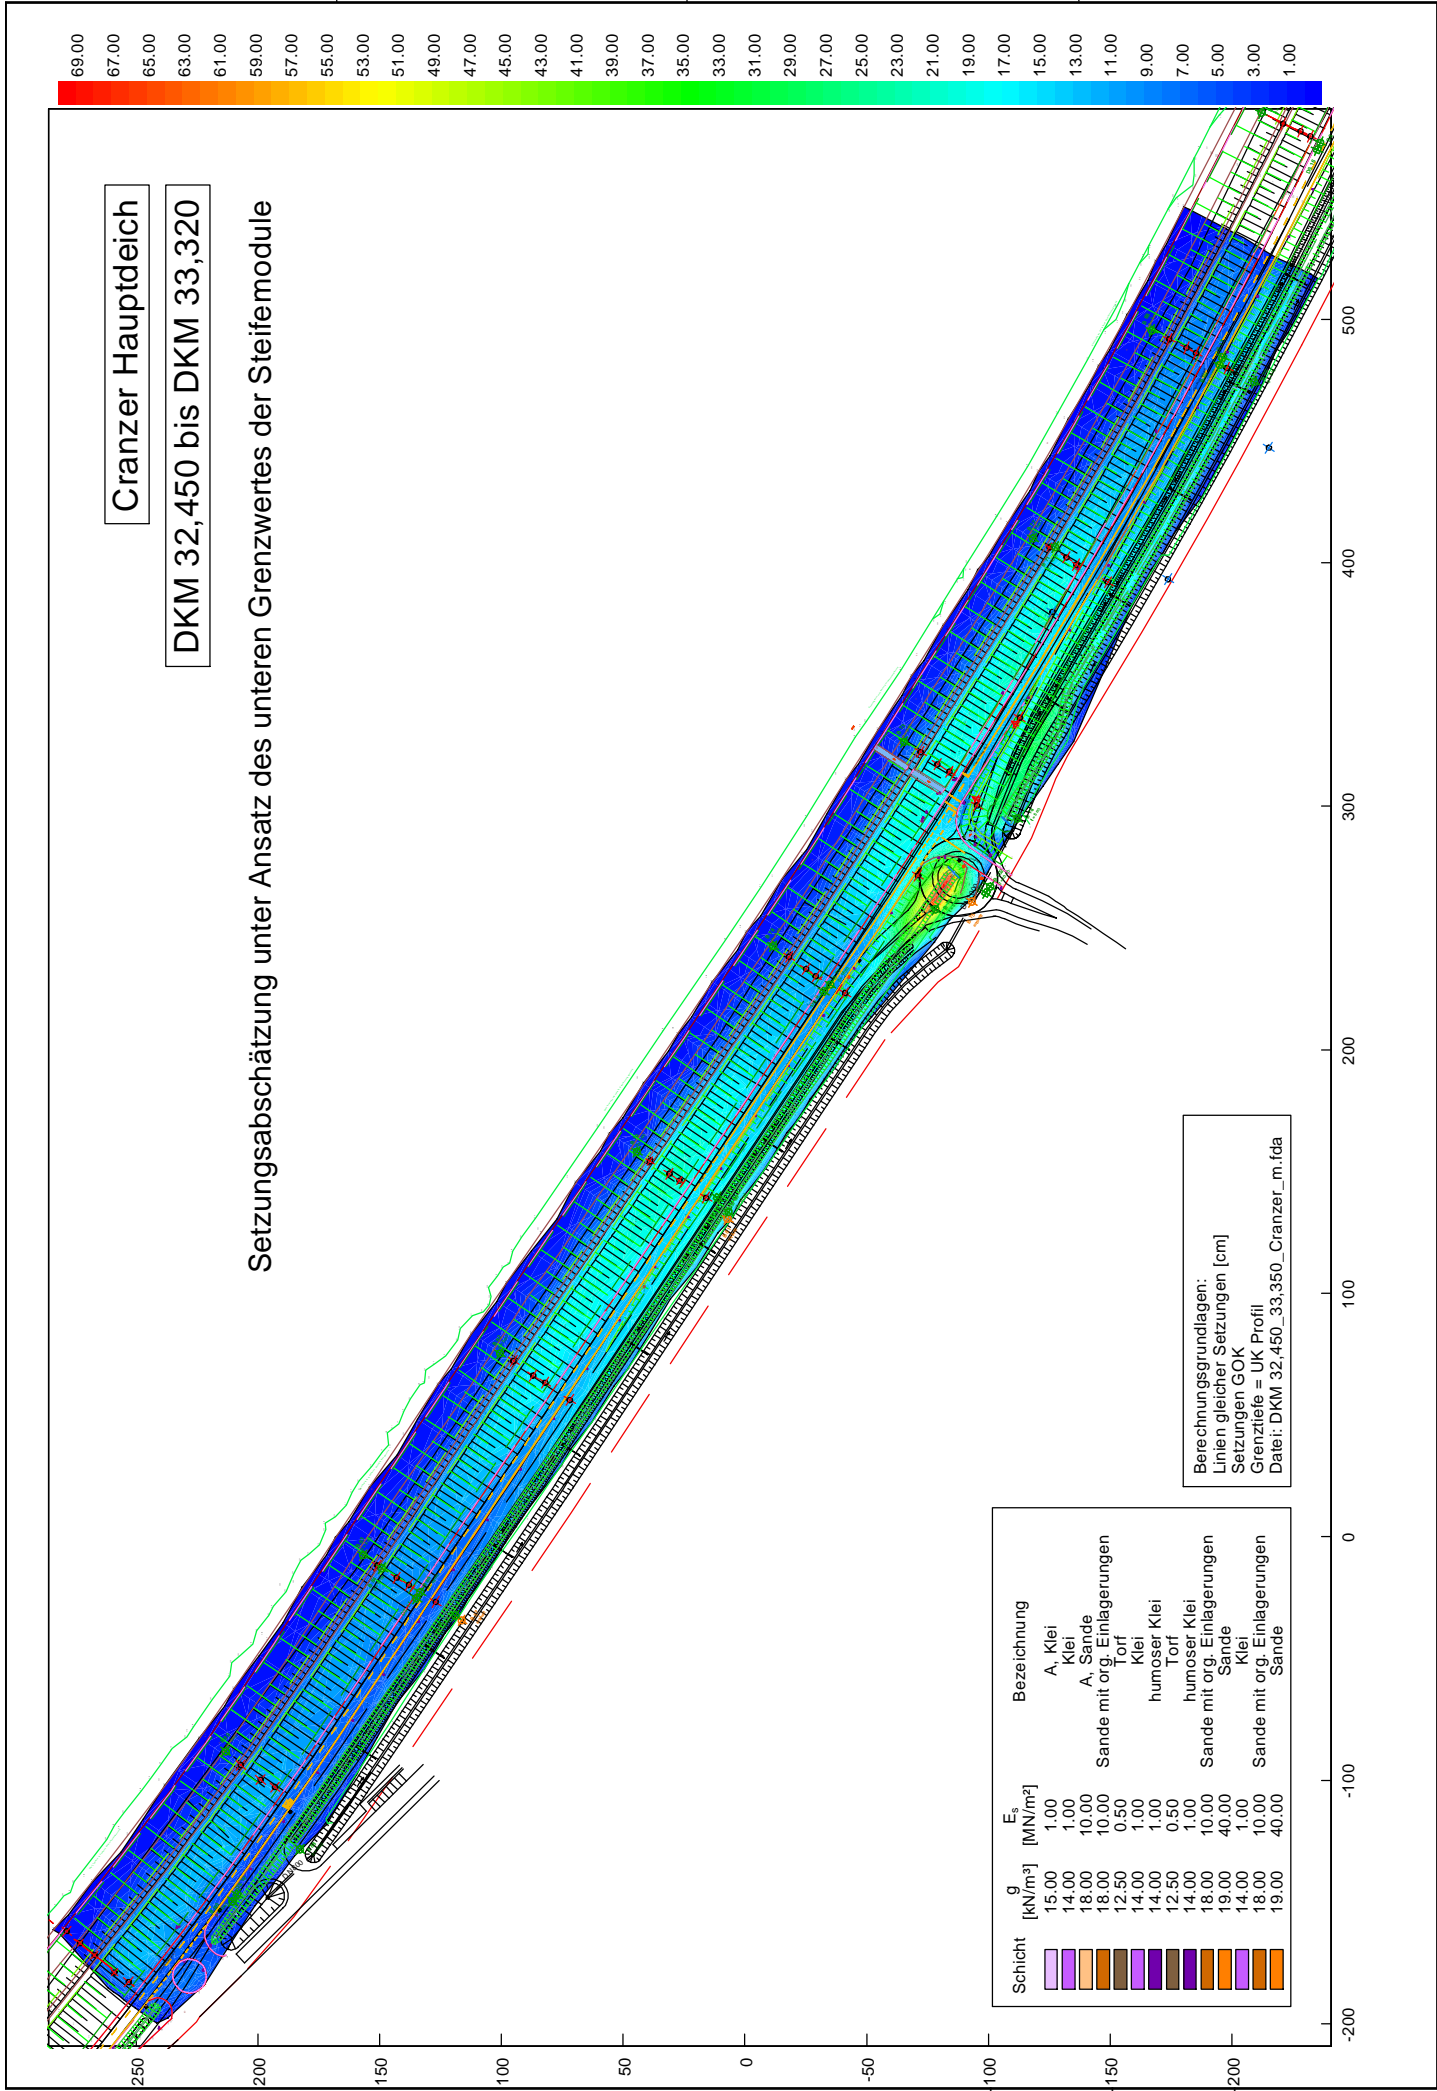 Cranzer Hauptdeich
DKM 32,450 bis DKM 33,320
Setzungsabschätzung unter Ansatz des unteren Grenzwertes der Steifemodule
69.00
67.00
65.00
63.00
61.00
59.00
57.00
55.00
53.00
51.00
49.00
47.00
45.00
43.00
41.00
39.00
37.00
35.00
33.00
31.00
29.00
27.00
25.00
23.00
21.00
19.00
17.00
15.00
13.00
11.00
9.00
7.00
5.00
3.00
1.00
250
200
150
100
50
0
-50
-100
-150
-200
-200
-100
0
100
200
300
400
500
Schicht g [kN/m³] Es [MN/m²] Bezeichnung
15.00 1.00 A, Klei
14.00 1.00 Klei
18.00 10.00 A, Sande
18.00 10.00 Sande mit org. Einlagerungen
12.50 0.50 Torf
14.00 1.00 Klei
14.00 1.00 humoser Klei
12.50 0.50 Torf
14.00 1.00 humoser Klei
18.00 10.00 Sande mit org. Einlagerungen
19.00 40.00 Sande
14.00 1.00 Klei
18.00 10.00 Sande mit org. Einlagerungen
19.00 40.00 Sande
Berechnungsgrundlagen:
Linien gleicher Setzungen [cm]
Setzungen GOK
Grenztiefe = UK Profil
Datei: DKM 32,450_33,350_Cranzer_m.fda